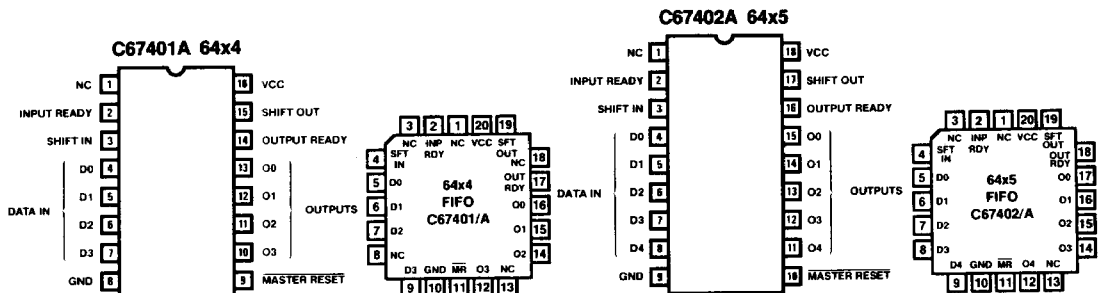 C67401A 64x4
NC 1 16 VCC
INPUT READY 2 15 SHIFT OUT
SHIFT IN 3 14 OUTPUT READY
D0 4 13 O0
D1 5 12 O1
DATA IN OUTPUTS
D2 6 11 O2
D3 7 10 O3
GND 8 9 MASTER RESET
3 2 1 20 19
NC INP RDY NC VCC SFT OUT
4 SFT IN NC 18
5 D0 OUT RDY 17
6 D1 O0 16
7 D2 O1 15
8 NC O2 14
64x4
FIFO
C67401/A
D3 GND MR O3 NC
9 10 11 12 13
C67402A 64x5
NC 1 18 VCC
INPUT READY 2 17 SHIFT OUT
SHIFT IN 3 16 OUTPUT READY
D0 4 15 O0
D1 5 14 O1
DATA IN D2 6 13 O2 OUTPUTS
D3 7 12 O3
D4 8 11 O4
GND 9 10 MASTER RESET
3 2 1 20 19
NC INP RDY NC VCC SFT OUT
4 SFT IN OUT RDY 18
5 D0 O0 17
6 D1 O1 16
7 D2 O2 15
8 D3 O3 14
64x5
FIFO
C67402/A
D4 GND MR O4 NC
9 10 11 12 13